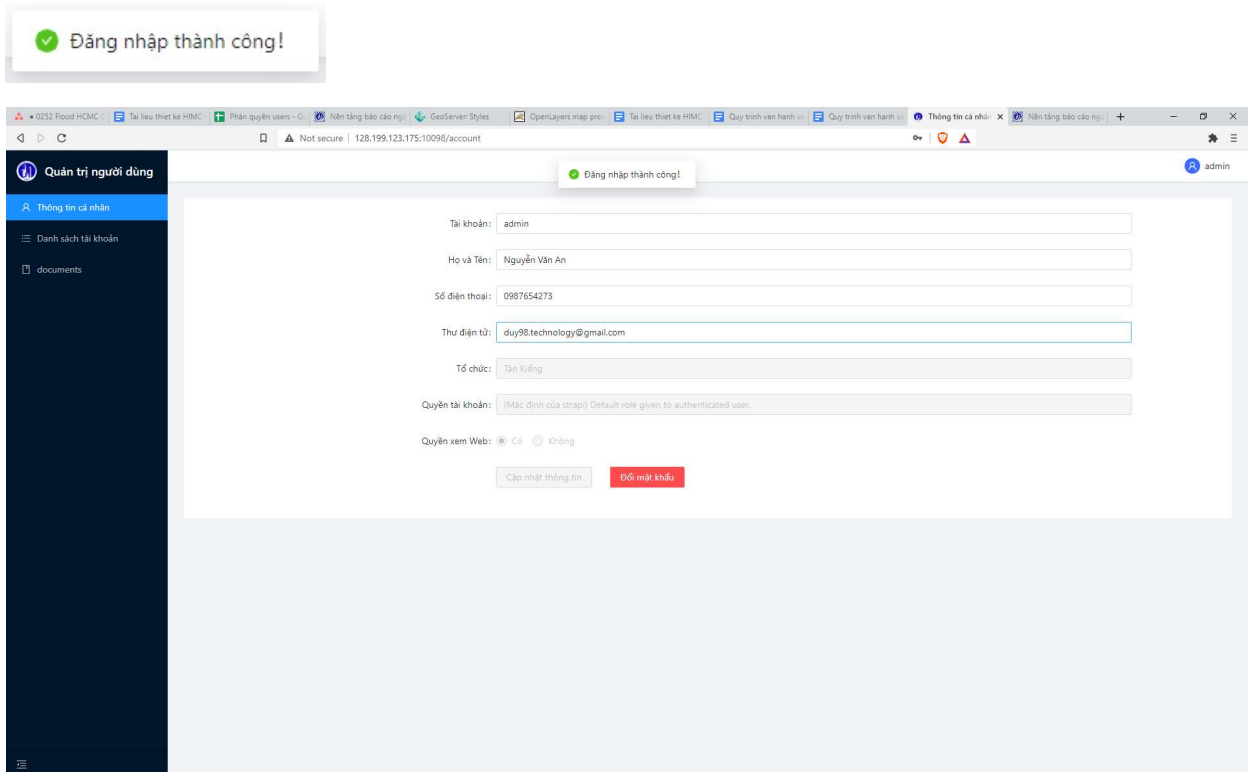 Đăng nhập thành công!
0252 Flood HCMC
Tai lieu thiet ke HIMC
Phân quyền users - G
Nền tảng báo cáo ng
GeoServer: Styles
OpenLayers map pre
Tai lieu thiet ke HIMC
Quy trinh van hanh v
Quy trinh van hanh v
Thông tin cá nhân
Nền tảng báo cáo ng
Not secure 128.199.123.175:10098/account
Quản trị người dùng
Đăng nhập thành công!
admin
Thông tin cá nhân
Danh sách tài khoản
documents
Tài khoản: admin
Họ và Tên: Nguyễn Văn An
Số điện thoại: 0987654273
Thư điện tử: duy98.technology@gmail.com
Tổ chức: Tân Kiểng
Quyền tài khoản: (Mặc định của strapi) Default role given to authenticated user.
Quyền xem Web: Có Không
Cập nhật thông tin Đổi mật khẩu